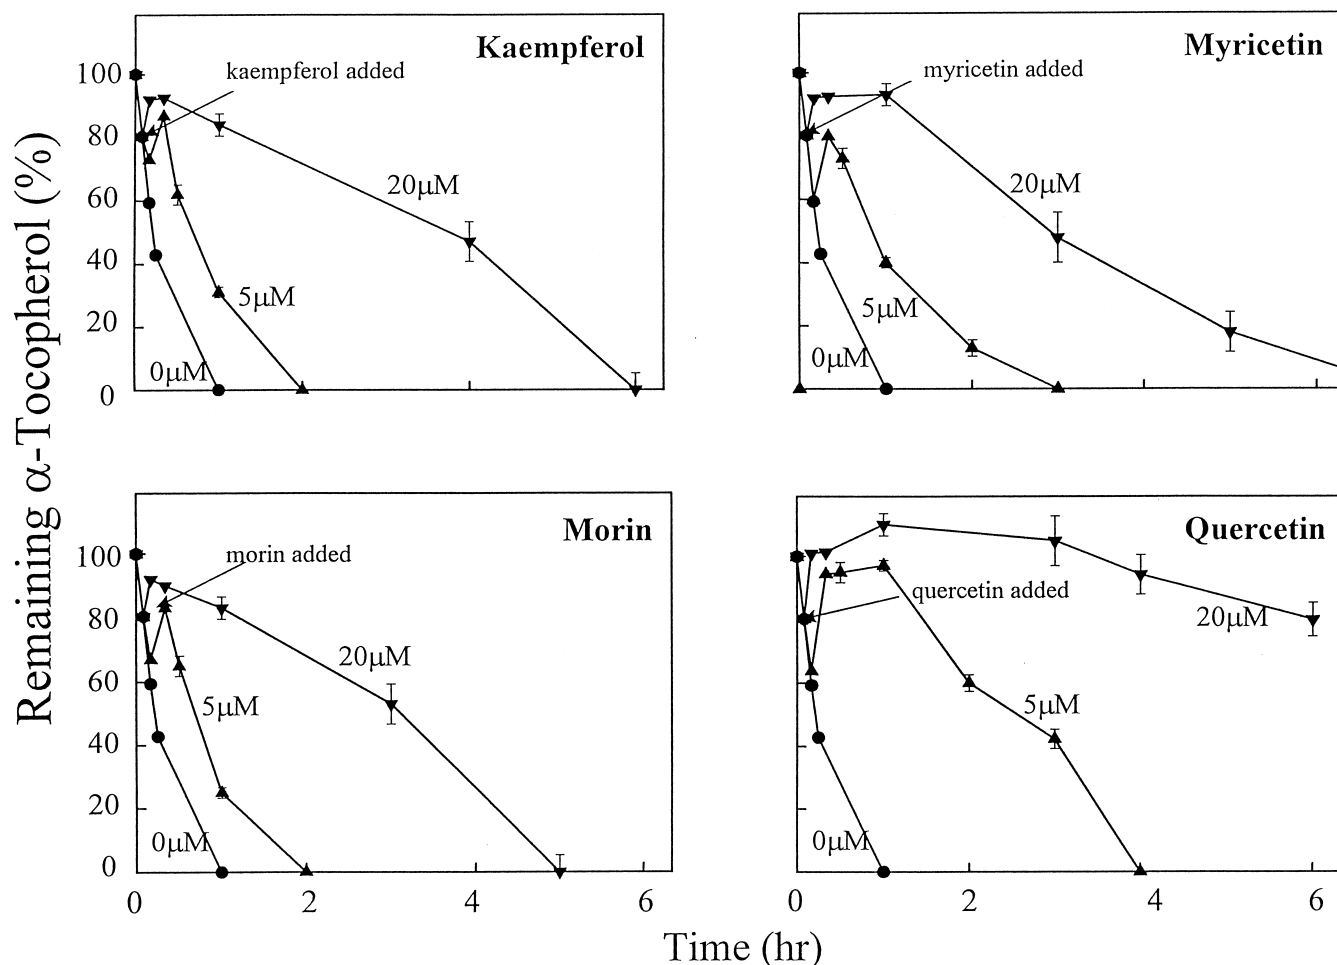 Remaining α-Tocopherol (%)
Kaempferol
100
kaempferol added
80
60
20μM
40
5μM
20
0μM
0
Myricetin
myricetin added
20μM
5μM
0μM
Morin
100
morin added
80
20μM
60
5μM
40
20
0μM
0
0 2 4 6
Quercetin
quercetin added
20μM
5μM
0μM
0 2 4 6
Time (hr)